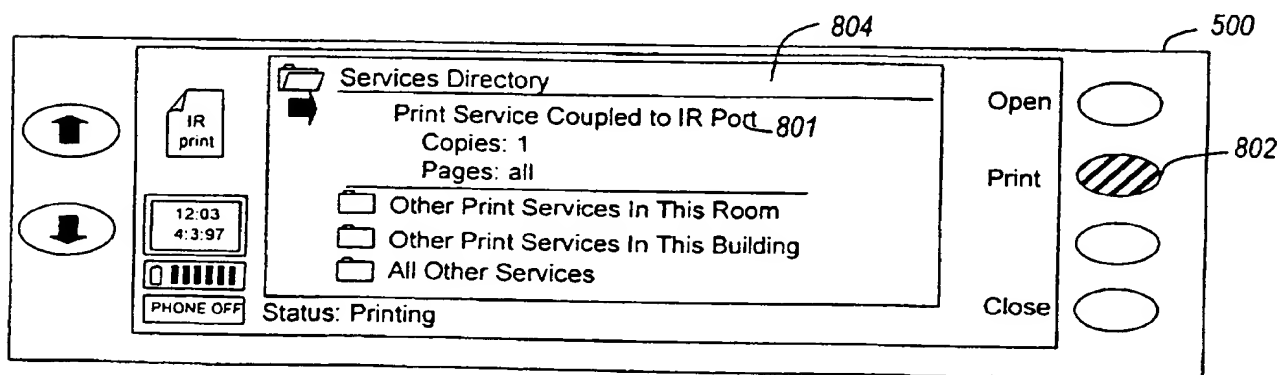 804
500
Services Directory
IR
print
Print Service Coupled to IR Port
801
Copies: 1
Pages: all
Open
802
Print
12:03
4:3:97
Other Print Services In This Room
Other Print Services In This Building
All Other Services
PHONE OFF
Status: Printing
Close